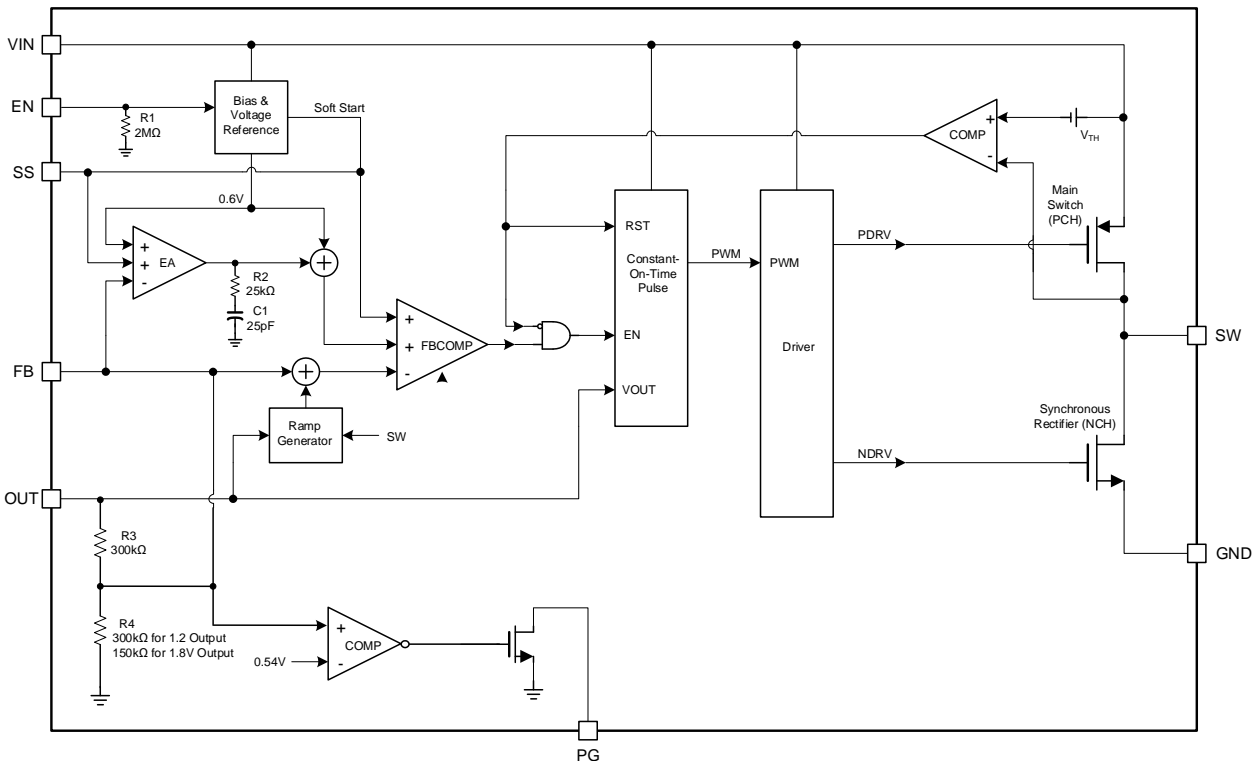 VIN
EN
R1
2MΩ
Bias &
Voltage
Reference
Soft Start
SS
0.6V
+
+
-
EA
R2
25kΩ
C1
25pF
+
FB
+
Ramp
Generator
SW
+
+
-
FBCOMP
RST
Constant-
On-Time
Pulse
EN
VOUT
PWM
PWM
Driver
PDRV
NDRV
COMP
+
-
VTH
Main
Switch
(PCH)
SW
Synchronous
Rectifier (NCH)
GND
OUT
R3
300kΩ
R4
300kΩ for 1.2 Output
150kΩ for 1.8V Output
+
COMP
0.54V
-
PG